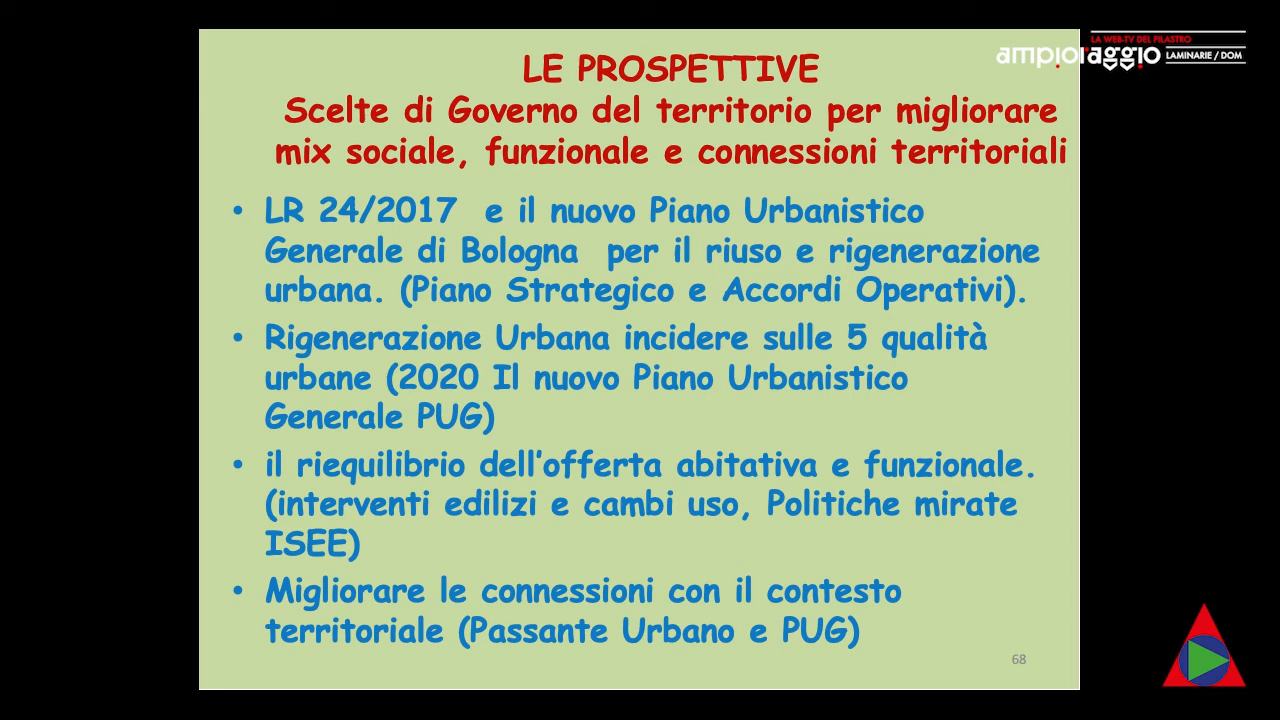 LE PROSPETTIVE
Scelte di Governo del territorio per migliorare
mix sociale, funzionale e connessioni territoriali
• LR 24/2017 e il nuovo Piano Urbanistico
Generale di Bologna per il riuso e rigenerazione
urbana. (Piano Strategico e Accordi Operativi).
• Rigenerazione Urbana incidere sulle 5 qualità
urbane (2020 Il nuovo Piano Urbanistico
Generale PUG)
• il riequilibrio dell'offerta abitativa e funzionale.
(interventi edilizi e cambi uso, Politiche mirate
ISEE)
• Migliorare le connessioni con il contesto
territoriale (Passante Urbano e PUG)
68
LA WEB-TV DEL PILASTRO
ampioraggio
LAMINARIE / DOM